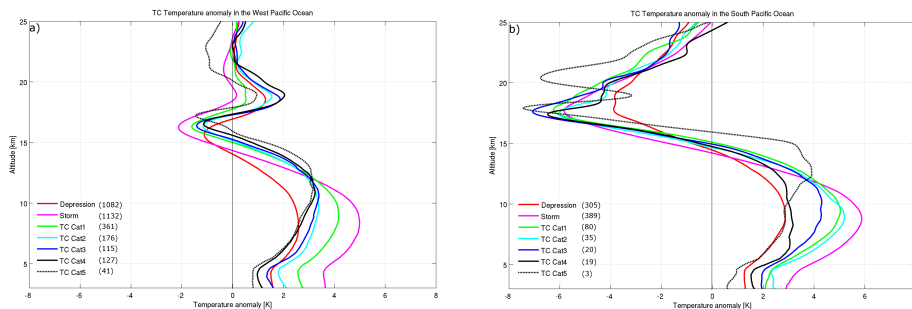 TC Temperature anomaly in the West Pacific Ocean
a)
25
20
15
10
5
Altitude [km]
Depression (1082)
Storm (1132)
TC Cat1 (361)
TC Cat2 (176)
TC Cat3 (115)
TC Cat4 (127)
TC Cat5 (41)
-8 -6 -4 -2 0 2 4 6 8
Temperature anomaly [K]
TC Temperature anomaly in the South Pacific Ocean
b)
25
20
15
10
5
Altitude [km]
Depression (305)
Storm (389)
TC Cat1 (80)
TC Cat2 (35)
TC Cat3 (20)
TC Cat4 (19)
TC Cat5 (3)
-8 -6 -4 -2 0 2 4 6 8
Temperature anomaly [K]